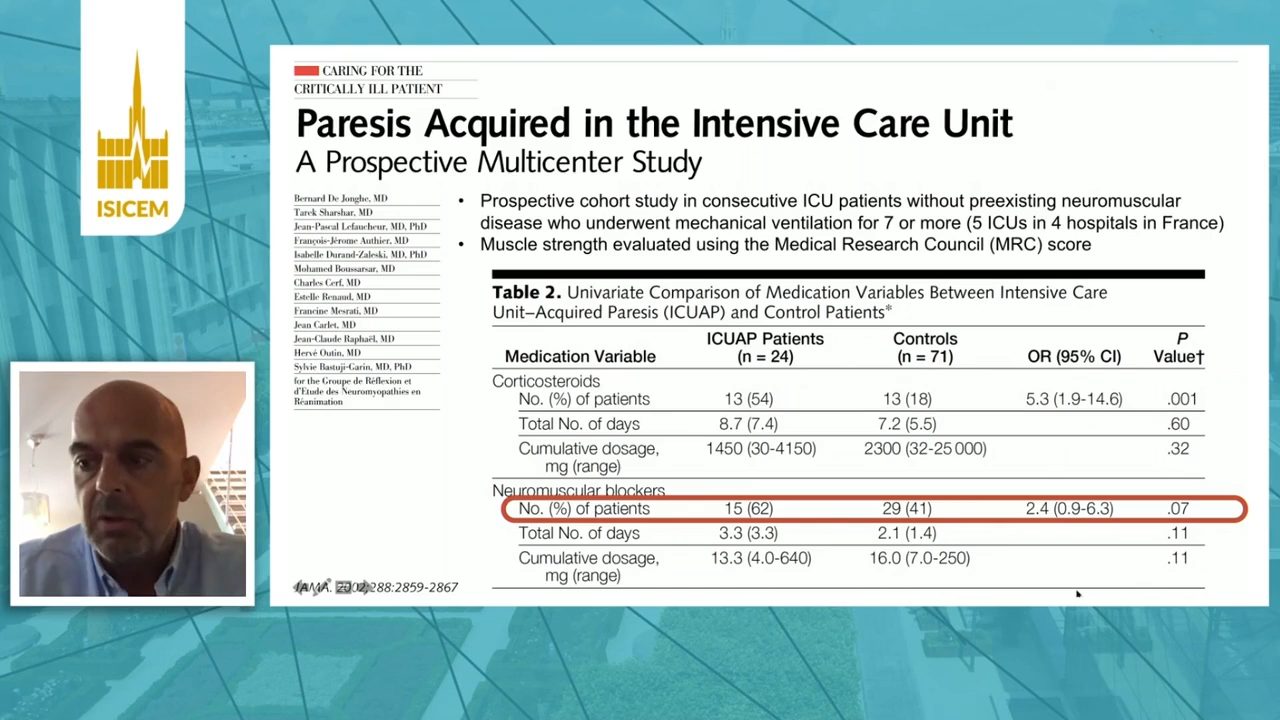 ISICEM
CARING FOR THE
CRITICALLY ILL PATIENT
Paresis Acquired in the Intensive Care Unit
A Prospective Multicenter Study
Bernard De Jonghe, MD
Tarek Sharshar, MD
Jean-Pascal Lefaucheur, MD, PhD
François-Jérome Authier, MD
Isabelle Durand-Zaleski, MD, PhD
Mohamed Boussarsar, MD
Charles Cerf, MD
Estelle Renaud, MD
Francine Mesrati, MD
Jean Carlet, MD
Jean-Claude Raphaël, MD
Hervé Outin, MD
Sylvie Bastuji-Garin, MD, PhD
for the Groupe de Réflexion et
d'Etude des Neuromyopathies en
Réanimation
• Prospective cohort study in consecutive ICU patients without preexisting neuromuscular
disease who underwent mechanical ventilation for 7 or more (5 ICUs in 4 hospitals in France)
• Muscle strength evaluated using the Medical Research Council (MRC) score
Table 2. Univariate Comparison of Medication Variables Between Intensive Care
Unit–Acquired Paresis (ICUAP) and Control Patients*
Medication Variable ICUAP Patients (n = 24) Controls (n = 71) OR (95% CI) P Value†
Corticosteroids
No. (%) of patients 13 (54) 13 (18) 5.3 (1.9-14.6) .001
Total No. of days 8.7 (7.4) 7.2 (5.5) .60
Cumulative dosage, 1450 (30-4150) 2300 (32-25 000) .32
mg (range)
Neuromuscular blockers
No. (%) of patients 15 (62) 29 (41) 2.4 (0.9-6.3) .07
Total No. of days 3.3 (3.3) 2.1 (1.4) .11
Cumulative dosage, 13.3 (4.0-640) 16.0 (7.0-250) .11
mg (range)
JAMA. 2002;288:2859-2867